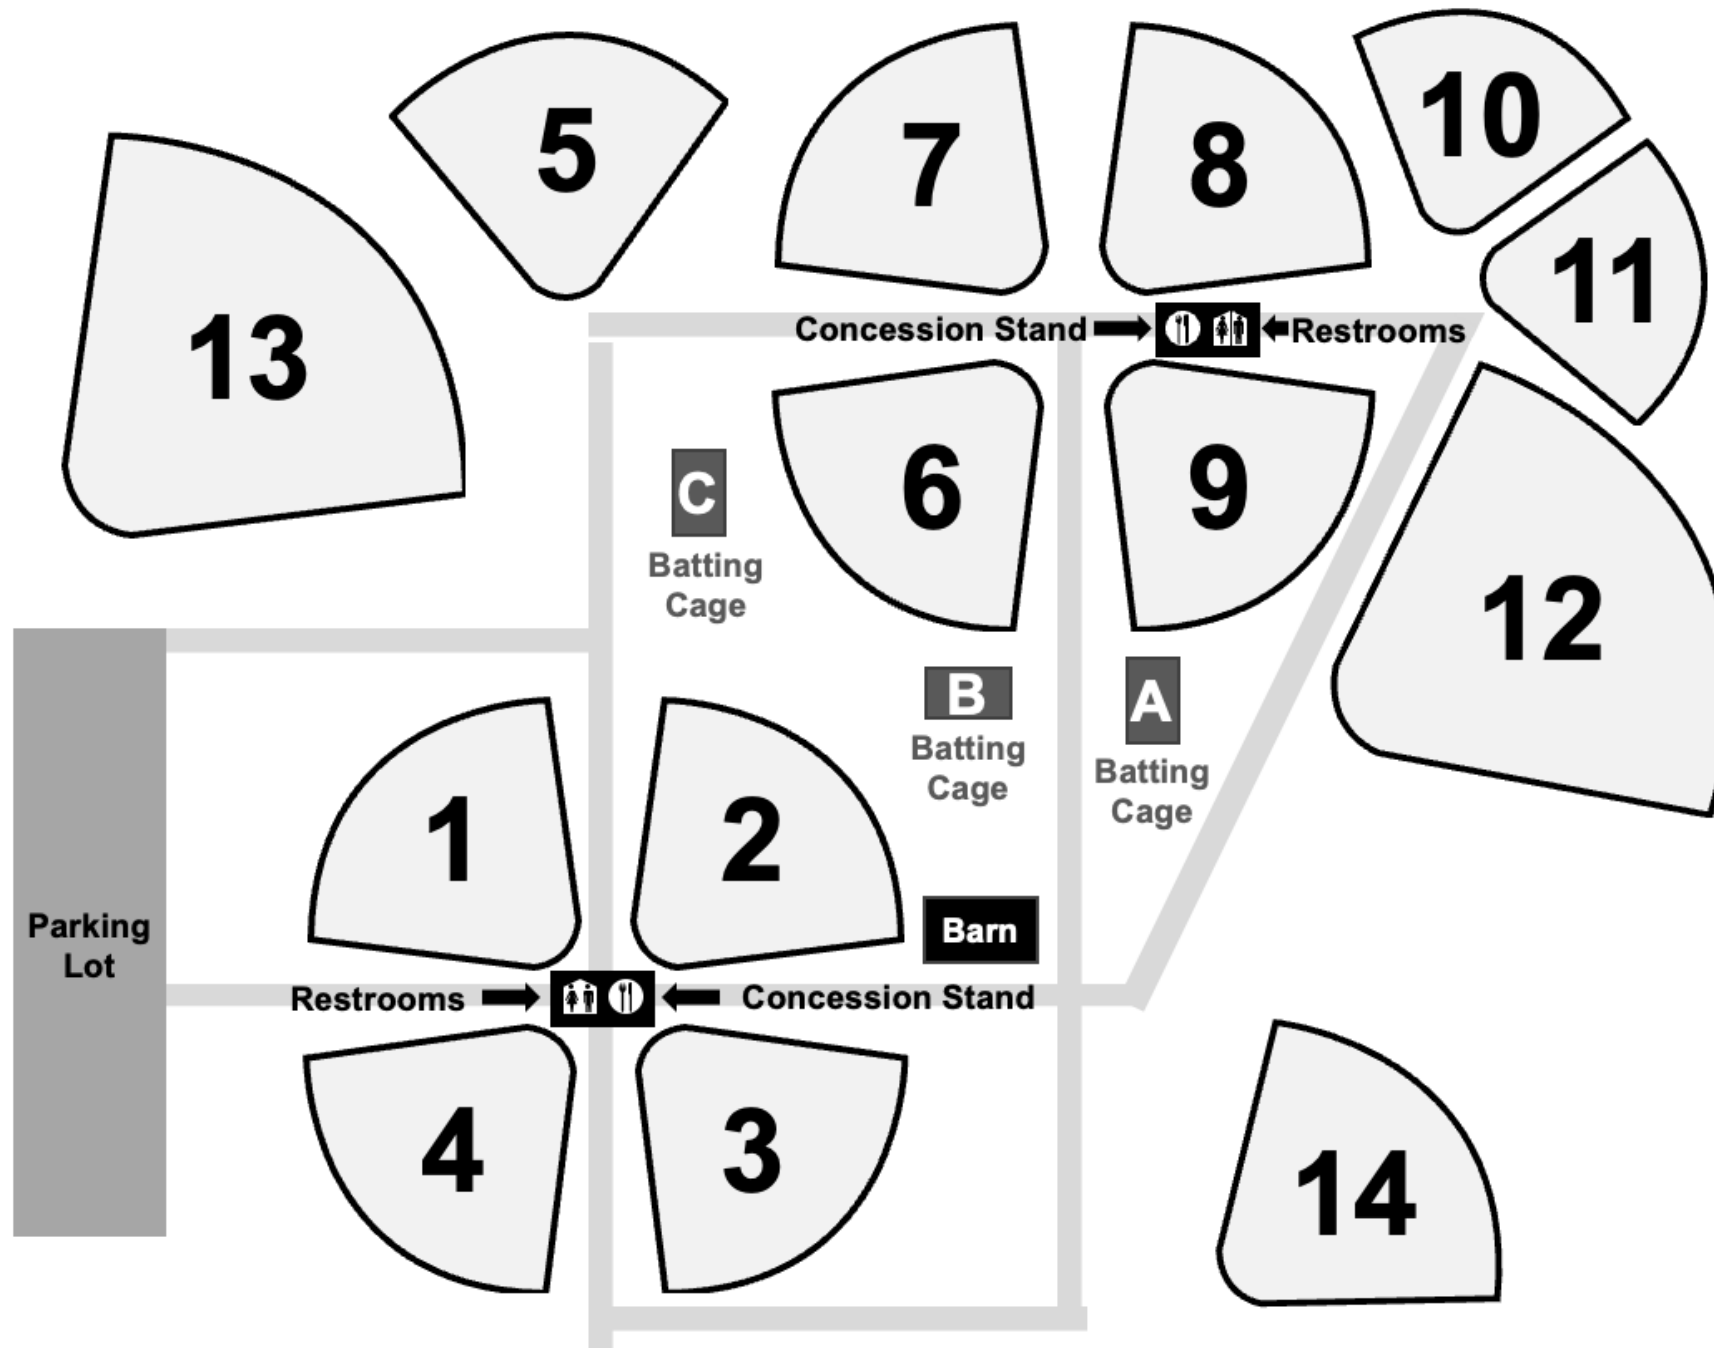 10
5
7
8
11
13
Concession Stand
Restrooms
C
6
9
Batting
Cage
12
B
A
Batting
Cage
Batting
Cage
1
2
Parking
Lot
Barn
Restrooms
Concession Stand
4
3
14